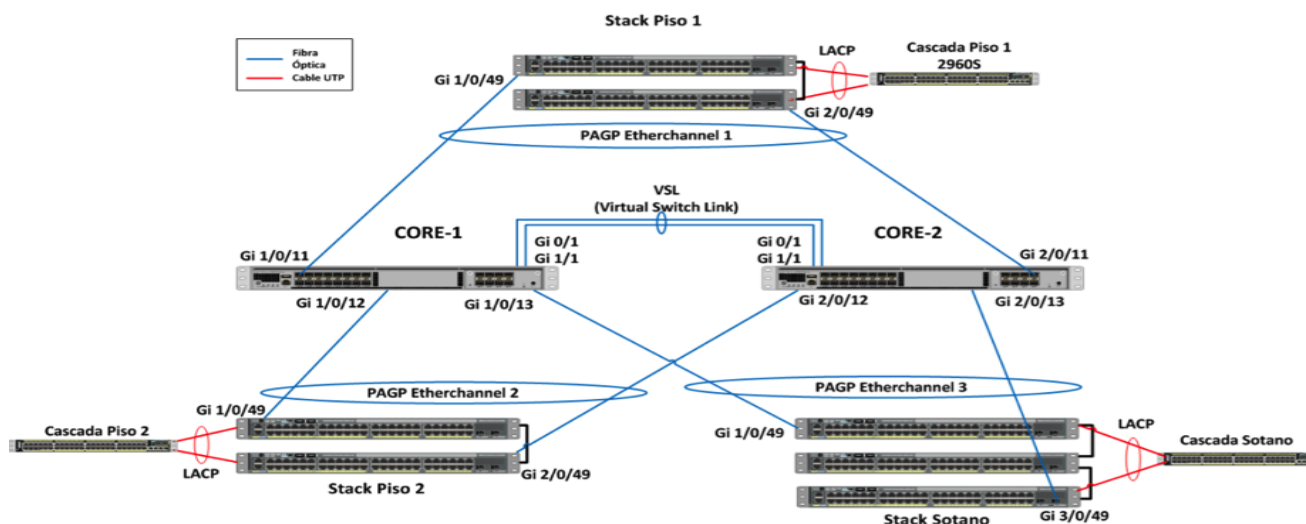 Stack Piso 1
Fibra
Óptica
Cable UTP
LACP
Cascada Piso 1
2960S
Gi 1/0/49
Gi 2/0/49
PAGP Etherchannel 1
VSL
(Virtual Switch Link)
CORE-1
CORE-2
Gi 0/1
Gi 1/1
Gi 0/1
Gi 1/1
Gi 1/0/11
Gi 2/0/11
Gi 1/0/12
Gi 1/0/13
Gi 2/0/12
Gi 2/0/13
PAGP Etherchannel 2
PAGP Etherchannel 3
Gi 1/0/49
Cascada Piso 2
LACP
Gi 2/0/49
Stack Piso 2
Gi 1/0/49
LACP
Cascada Sotano
Gi 3/0/49
Stack Sotano